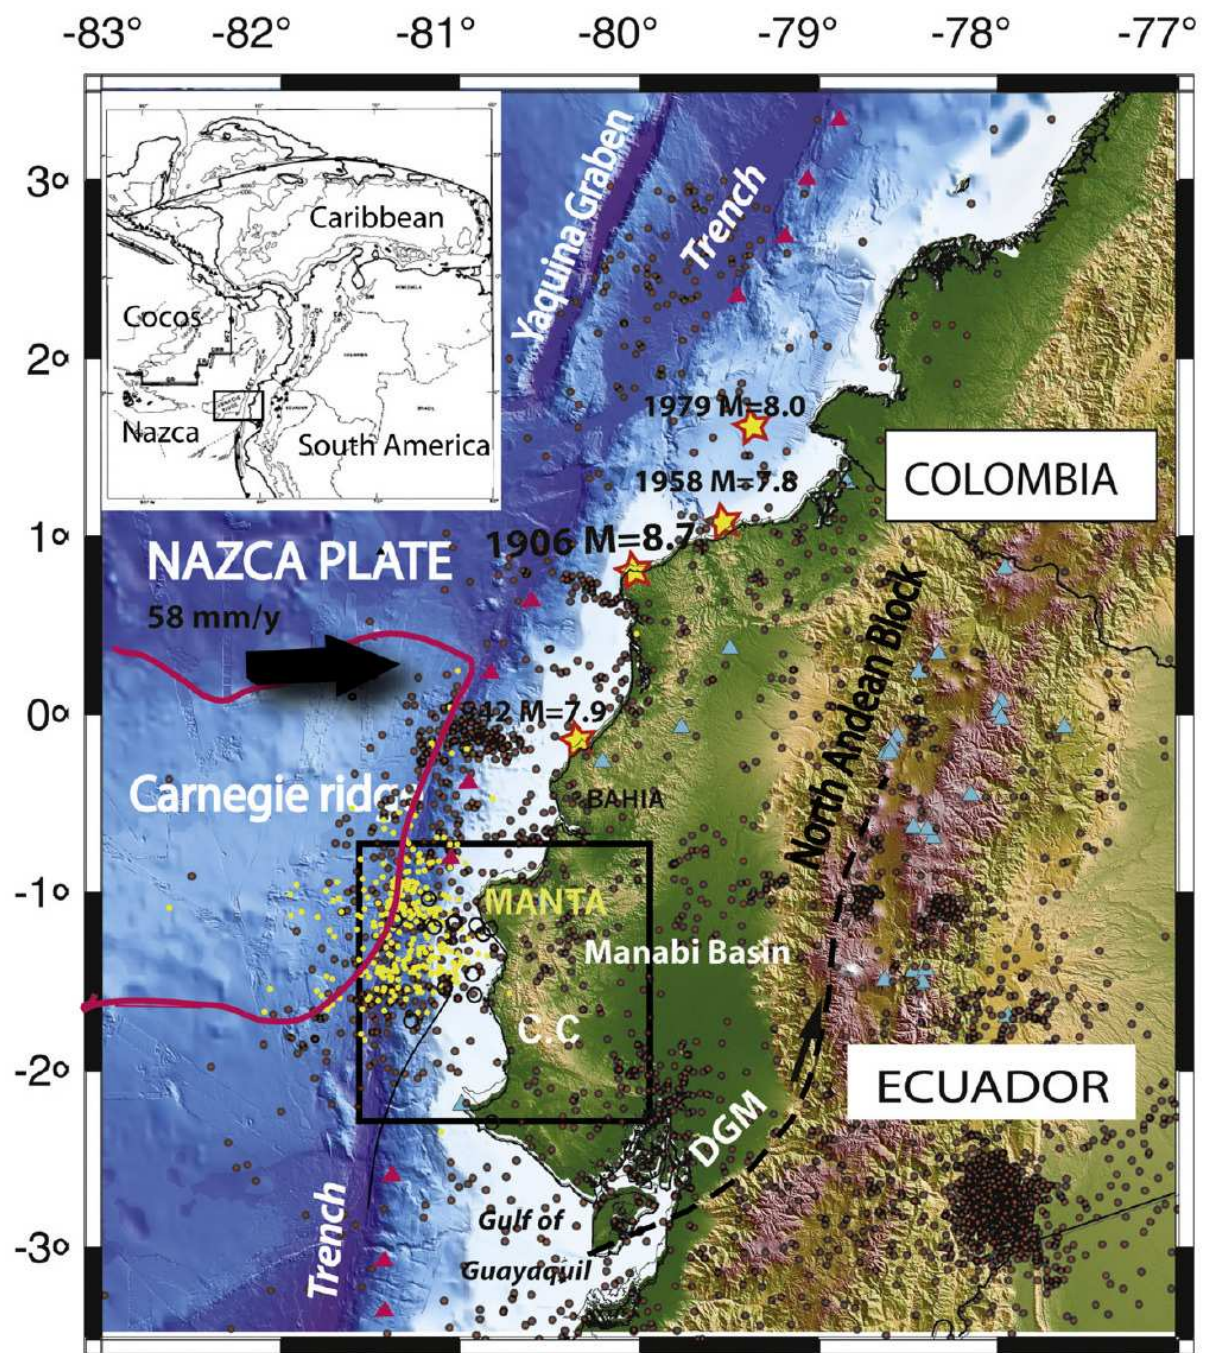 -83° -82° -81° -80° -79° -78° -77°
3°
2°
1°
0°
-1°
-2°
-3°
Caribbean
Cocos
Nazca
South America
Yaquina Graben
Trench
1979 M=8.0
1958 M=7.8
1906 M=8.7
COLOMBIA
NAZCA PLATE
58 mm/y
42 M=7.9
Carnegie ridg
BAHIA
North Andean Block
MANTA
Manabi Basin
C.C
ECUADOR
DGM
Trench
Gulf of
Guayaquil